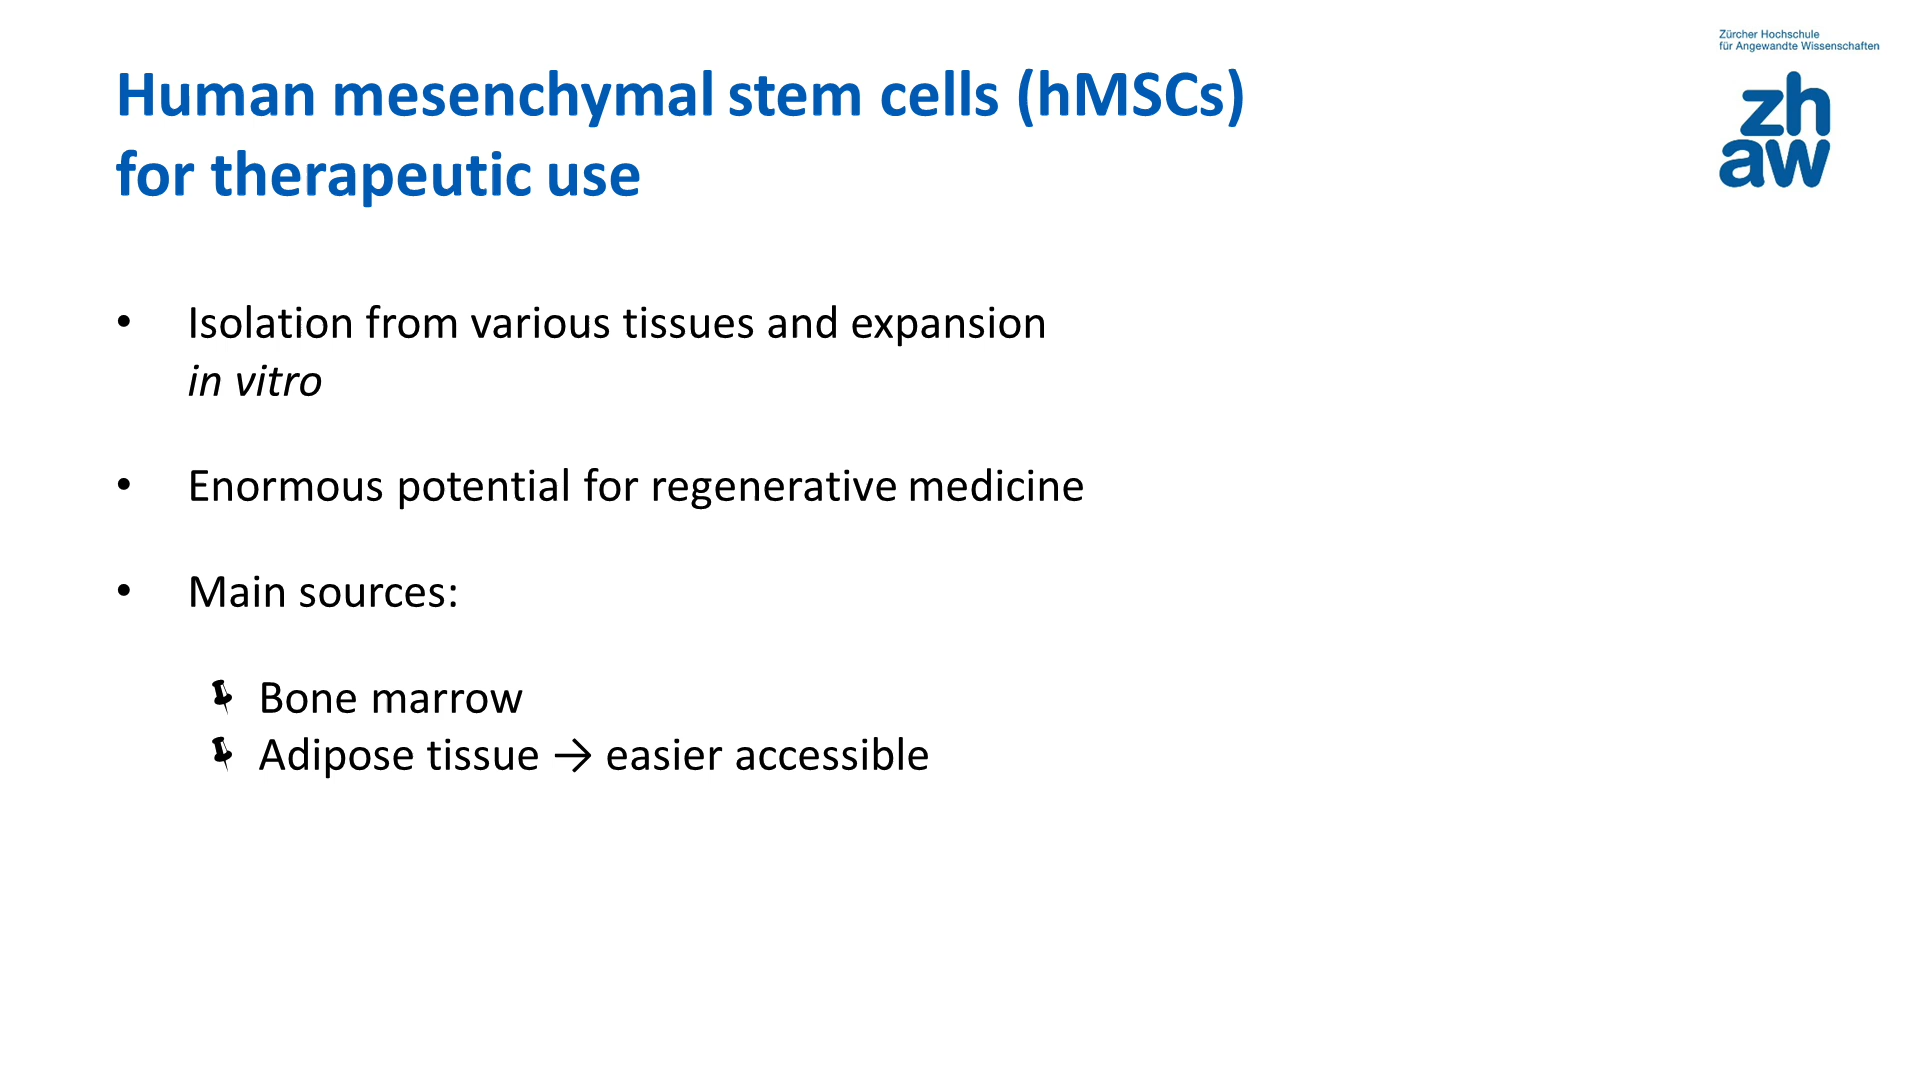 Zürcher Hochschule
für Angewandte Wissenschaften
zh
aw
Human mesenchymal stem cells (hMSCs)
for therapeutic use
• Isolation from various tissues and expansion
in vitro
• Enormous potential for regenerative medicine
• Main sources:
Bone marrow
Adipose tissue → easier accessible